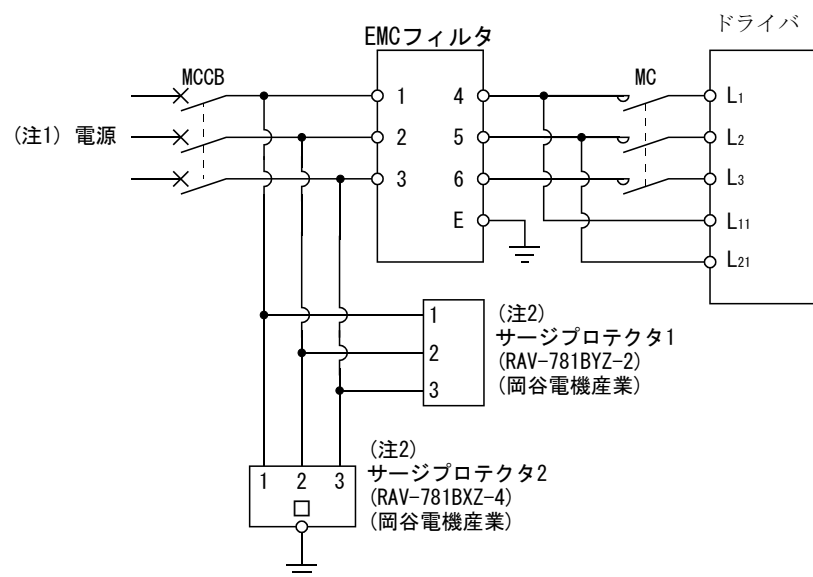 ドライバ
EMCフィルタ
MCCB
MC
1
4
L1
(注1) 電源
2
5
L2
3
6
L3
E
L11
L21
1
2
3
(注2)
サージプロテクタ1
(RAV-781BYZ-2)
(岡谷電機産業)
1 2 3
(注2)
サージプロテクタ2
(RAV-781BXZ-4)
(岡谷電機産業)